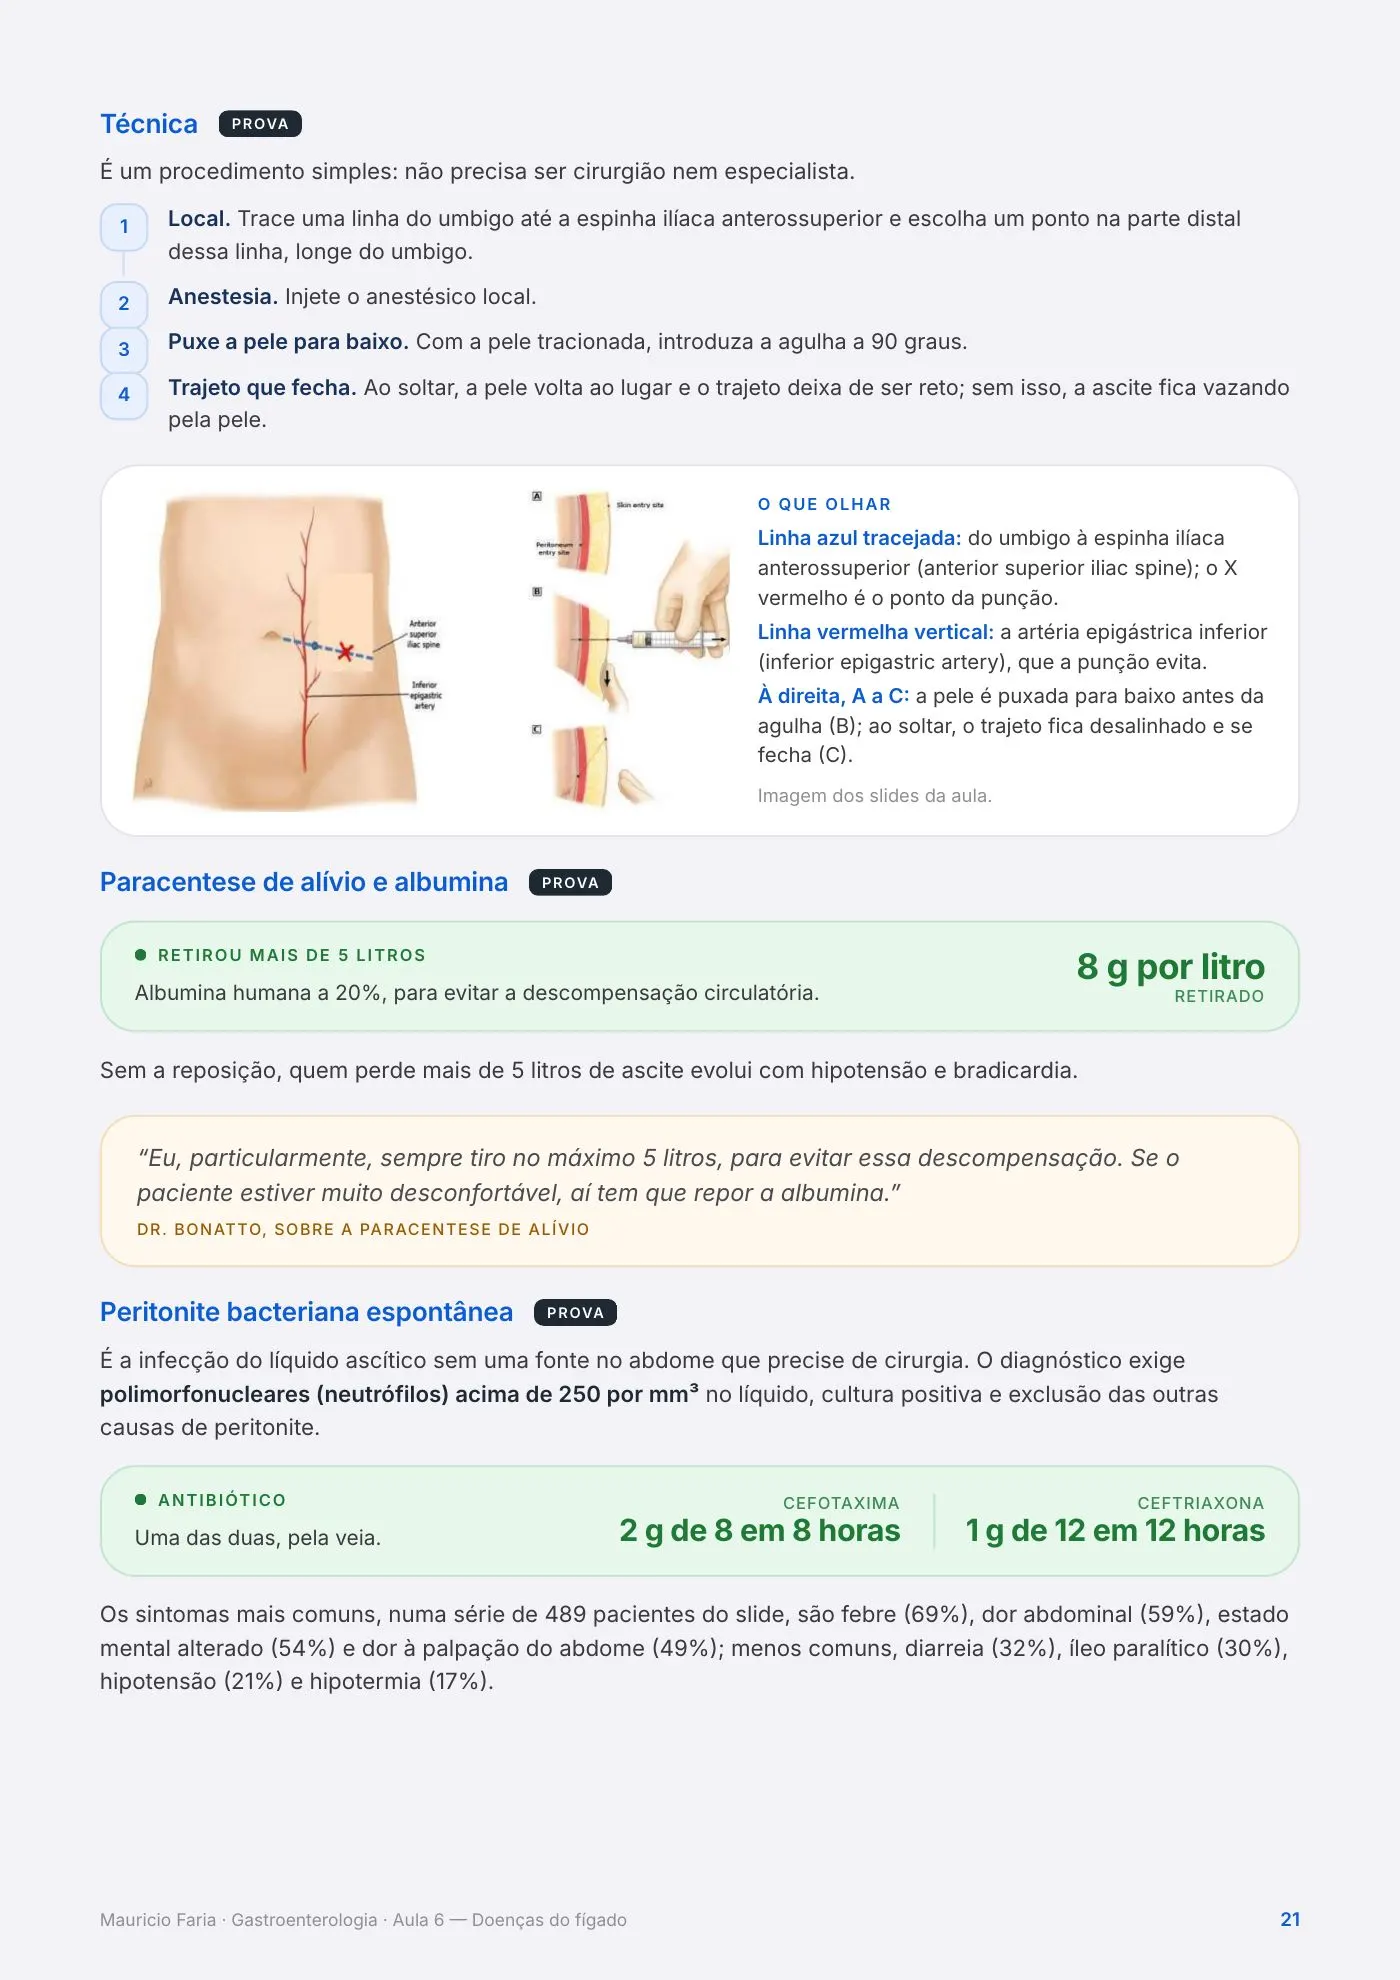 Técnica PROVA
É um procedimento simples: não precisa ser cirurgião nem especialista.
1 Local. Trace uma linha do umbigo até a espinha ilíaca anterossuperior e escolha um ponto na parte distal
dessa linha, longe do umbigo.
2 Anestesia. Injete o anestésico local.
3 Puxe a pele para baixo. Com a pele tracionada, introduza a agulha a 90 graus.
4 Trajeto que fecha. Ao soltar, a pele volta ao lugar e o trajeto deixa de ser reto; sem isso, a ascite fica vazando
pela pele.
Anterior
superior
iliac spine
Inferior
epigastric
artery
A
Skin entry site
Peritoneum
entry site
B
C
O QUE OLHAR
Linha azul tracejada: do umbigo à espinha ilíaca
anterossuperior (anterior superior iliac spine); o X
vermelho é o ponto da punção.
Linha vermelha vertical: a artéria epigástrica inferior
(inferior epigastric artery), que a punção evita.
À direita, A a C: a pele é puxada para baixo antes da
agulha (B); ao soltar, o trajeto fica desalinhado e se
fecha (C).
Imagem dos slides da aula.
Paracentese de alívio e albumina PROVA
RETIROU MAIS DE 5 LITROS
Albumina humana a 20%, para evitar a descompensação circulatória.
8 g por litro
RETIRADO
Sem a reposição, quem perde mais de 5 litros de ascite evolui com hipotensão e bradicardia.
“Eu, particularmente, sempre tiro no máximo 5 litros, para evitar essa descompensação. Se o
paciente estiver muito desconfortável, aí tem que repor a albumina.”
DR. BONATTO, SOBRE A PARACENTESE DE ALÍVIO
Peritonite bacteriana espontânea PROVA
É a infecção do líquido ascítico sem uma fonte no abdome que precise de cirurgia. O diagnóstico exige
polimorfonucleares (neutrófilos) acima de 250 por mm³ no líquido, cultura positiva e exclusão das outras
causas de peritonite.
ANTIBIÓTICO
Uma das duas, pela veia.
CEFOTAXIMA
2 g de 8 em 8 horas
CEFTRIAXONA
1 g de 12 em 12 horas
Os sintomas mais comuns, numa série de 489 pacientes do slide, são febre (69%), dor abdominal (59%), estado
mental alterado (54%) e dor à palpação do abdome (49%); menos comuns, diarreia (32%), íleo paralítico (30%),
hipotensão (21%) e hipotermia (17%).
Mauricio Faria · Gastroenterologia · Aula 6 — Doenças do fígado
21